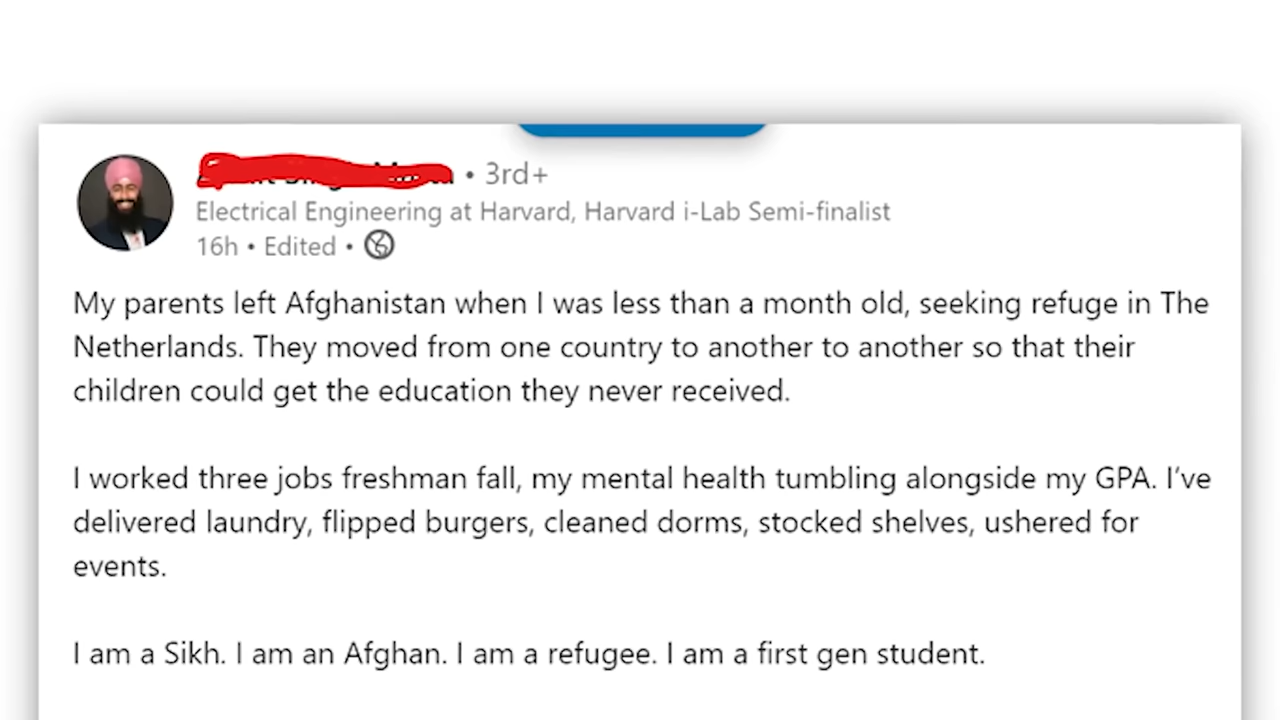 • 3rd+
Electrical Engineering at Harvard, Harvard i-Lab Semi-finalist
16h • Edited •
My parents left Afghanistan when I was less than a month old, seeking refuge in The
Netherlands. They moved from one country to another to another so that their
children could get the education they never received.
I worked three jobs freshman fall, my mental health tumbling alongside my GPA. I’ve
delivered laundry, flipped burgers, cleaned dorms, stocked shelves, ushered for
events.
I am a Sikh. I am an Afghan. I am a refugee. I am a first gen student.